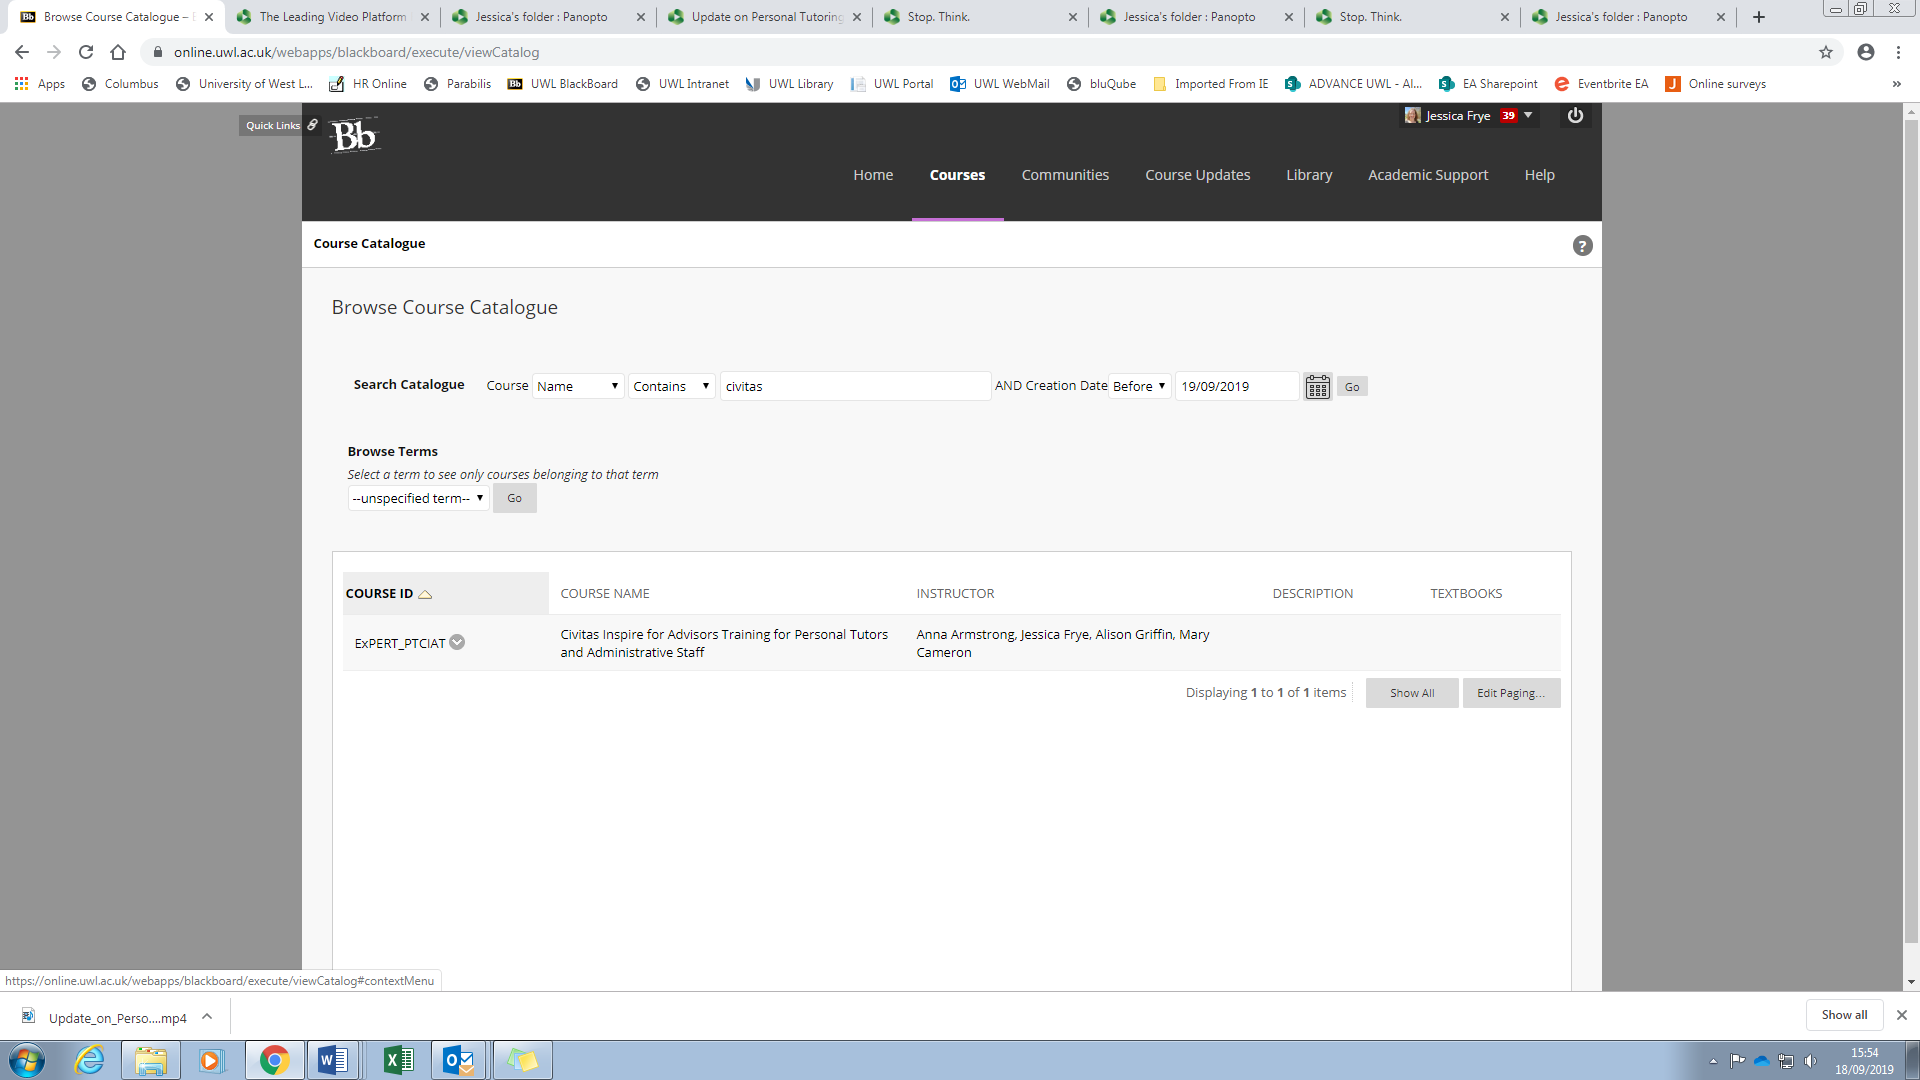 Browse Course Catalogue –
The Leading Video Platform
Jessica's folder : Panopto
Update on Personal Tutoring
Stop. Think.
Jessica's folder : Panopto
Stop. Think.
Jessica's folder : Panopto
online.uwl.ac.uk/webapps/blackboard/execute/viewCatalog
Apps
Columbus
University of West L...
HR Online
Parabilis
Bb UWL BlackBoard
UWL Intranet
UWL Library
UWL Portal
UWL WebMail
bluQube
Imported From IE
ADVANCE UWL - Al...
EA Sharepoint
Eventbrite EA
Online surveys
»
Quick Links
Bb
Jessica Frye 39
Home Courses Communities Course Updates Library Academic Support Help
Course Catalogue
?
Browse Course Catalogue
Search Catalogue Course Name Contains civitas AND Creation Date Before 19/09/2019 Go
Browse Terms
Select a term to see only courses belonging to that term
--unspecified term-- Go
COURSE ID COURSE NAME INSTRUCTOR DESCRIPTION TEXTBOOKS
ExPERT_PTCIAT
Civitas Inspire for Advisors Training for Personal Tutors
and Administrative Staff
Anna Armstrong, Jessica Frye, Alison Griffin, Mary
Cameron
Displaying 1 to 1 of 1 items Show All Edit Paging...
https://online.uwl.ac.uk/webapps/blackboard/execute/viewCatalog#contextMenu
Update_on_Perso....mp4
Show all
15:54
18/09/2019